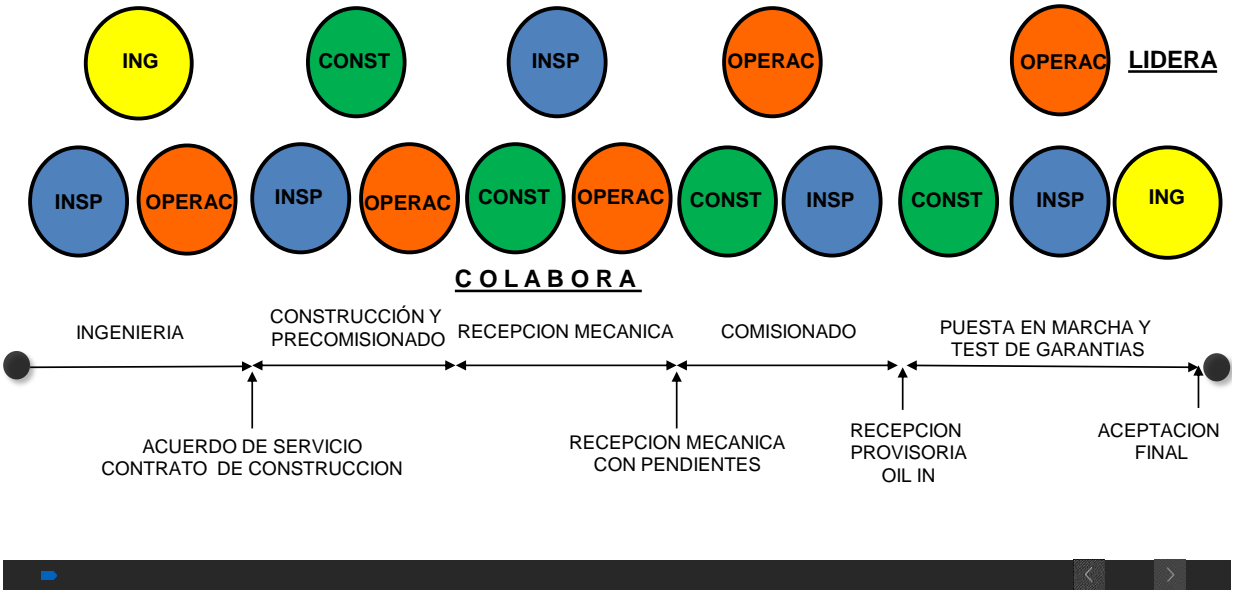 ING
CONST
INSP
OPERAC
OPERAC
LIDERA
INSP
OPERAC
INSP
OPERAC
CONST
OPERAC
CONST
INSP
CONST
INSP
ING
COLABORA
INGENIERIA
CONSTRUCCIÓN Y
PRECOMISIONADO
RECEPCION MECANICA
COMISIONADO
PUESTA EN MARCHA Y
TEST DE GARANTIAS
ACUERDO DE SERVICIO
CONTRATO DE CONSTRUCCION
RECEPCION MECANICA
CON PENDIENTES
RECEPCION
PROVISORIA
OIL IN
ACEPTACION
FINAL